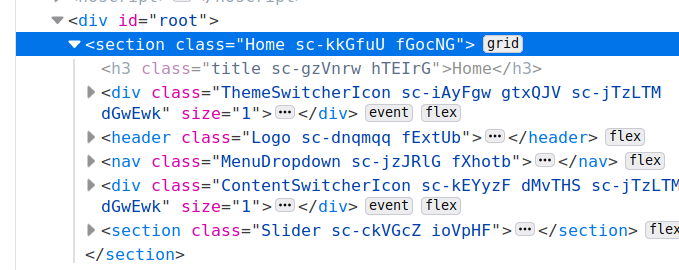 <div id="root">
<section class="Home sc-kkGfuU fGocNG"> grid
<h3 class="title sc-gzVnrw hTEIrG">Home</h3>
<div class="ThemeSwitcherIcon sc-iAyFgw gtxQJV sc-jTzLTM
dGwEwk" size="1">⋯</div> event flex
<header class="Logo sc-dnqmqq fExtUb">⋯</header> flex
<nav class="MenuDropdown sc-jzJRlG fXhotb">⋯</nav> flex
<div class="ContentSwitcherIcon sc-kEYyzF dMvTHS sc-jTzLTM
dGwEwk" size="1">⋯</div> event flex
<section class="Slider sc-ckVGcZ ioVpHF">⋯</section> flex
</section>